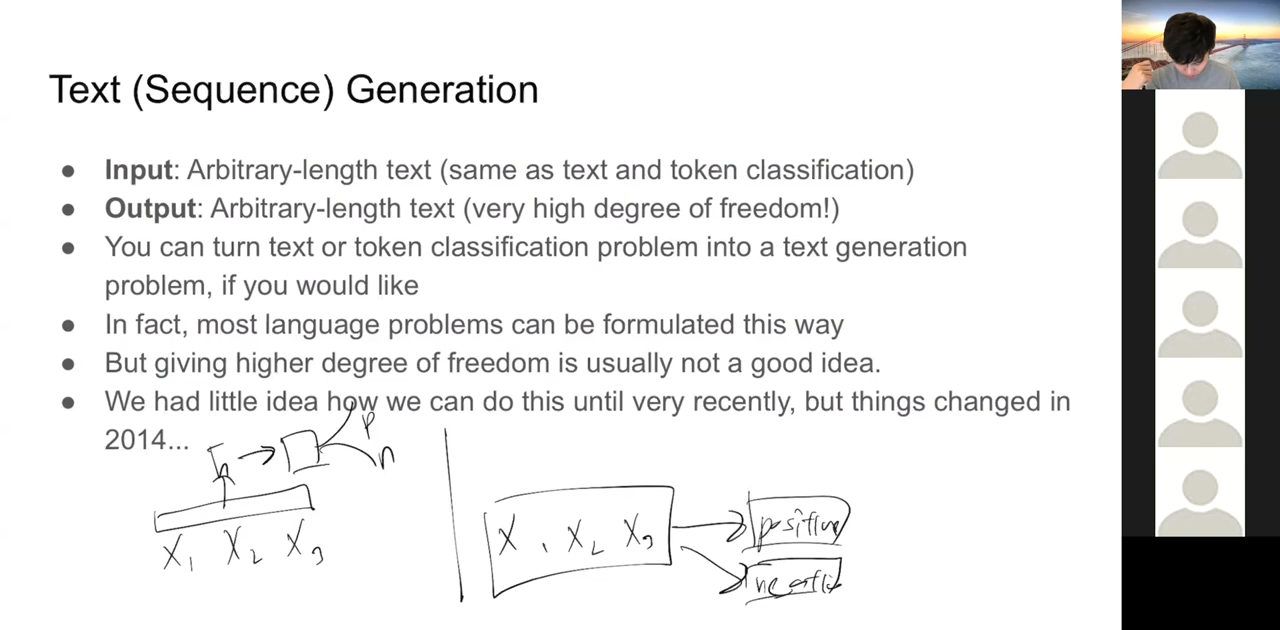 Text (Sequence) Generation
● Input: Arbitrary-length text (same as text and token classification)
● Output: Arbitrary-length text (very high degree of freedom!)
● You can turn text or token classification problem into a text generation
problem, if you would like
● In fact, most language problems can be formulated this way
● But giving higher degree of freedom is usually not a good idea.
● We had little idea how we can do this until very recently, but things changed in
2014...
h → p
n
X1 X2 X3
X1 X2 X3
positive
negative